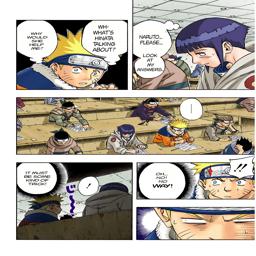 WHY
WOULD
SHE
HELP
ME?
WH-
WHAT'S
HINATA
TALKING
ABOUT?
NARUTO...
PLEASE...
LOOK
AT MY
ANSWERS.
IT MUST
BE SOME
KIND OF
TRICK!
!
OH...
NO!
NO
WAY!
!!